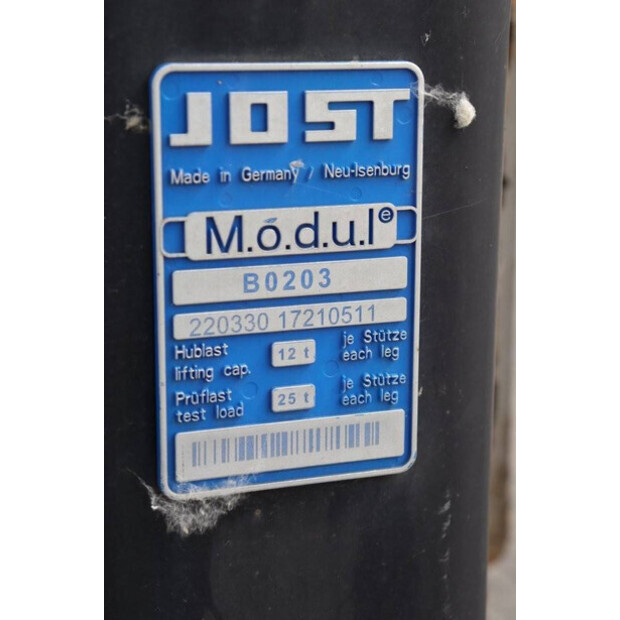 JOST
Made in Germany / Neu-Isenburg
M.o.d.u.l e
B0203
220330 17210511
Hublast 12 t je Stütze
lifting cap. each leg
Prüflast 25 t je Stütze
test load each leg